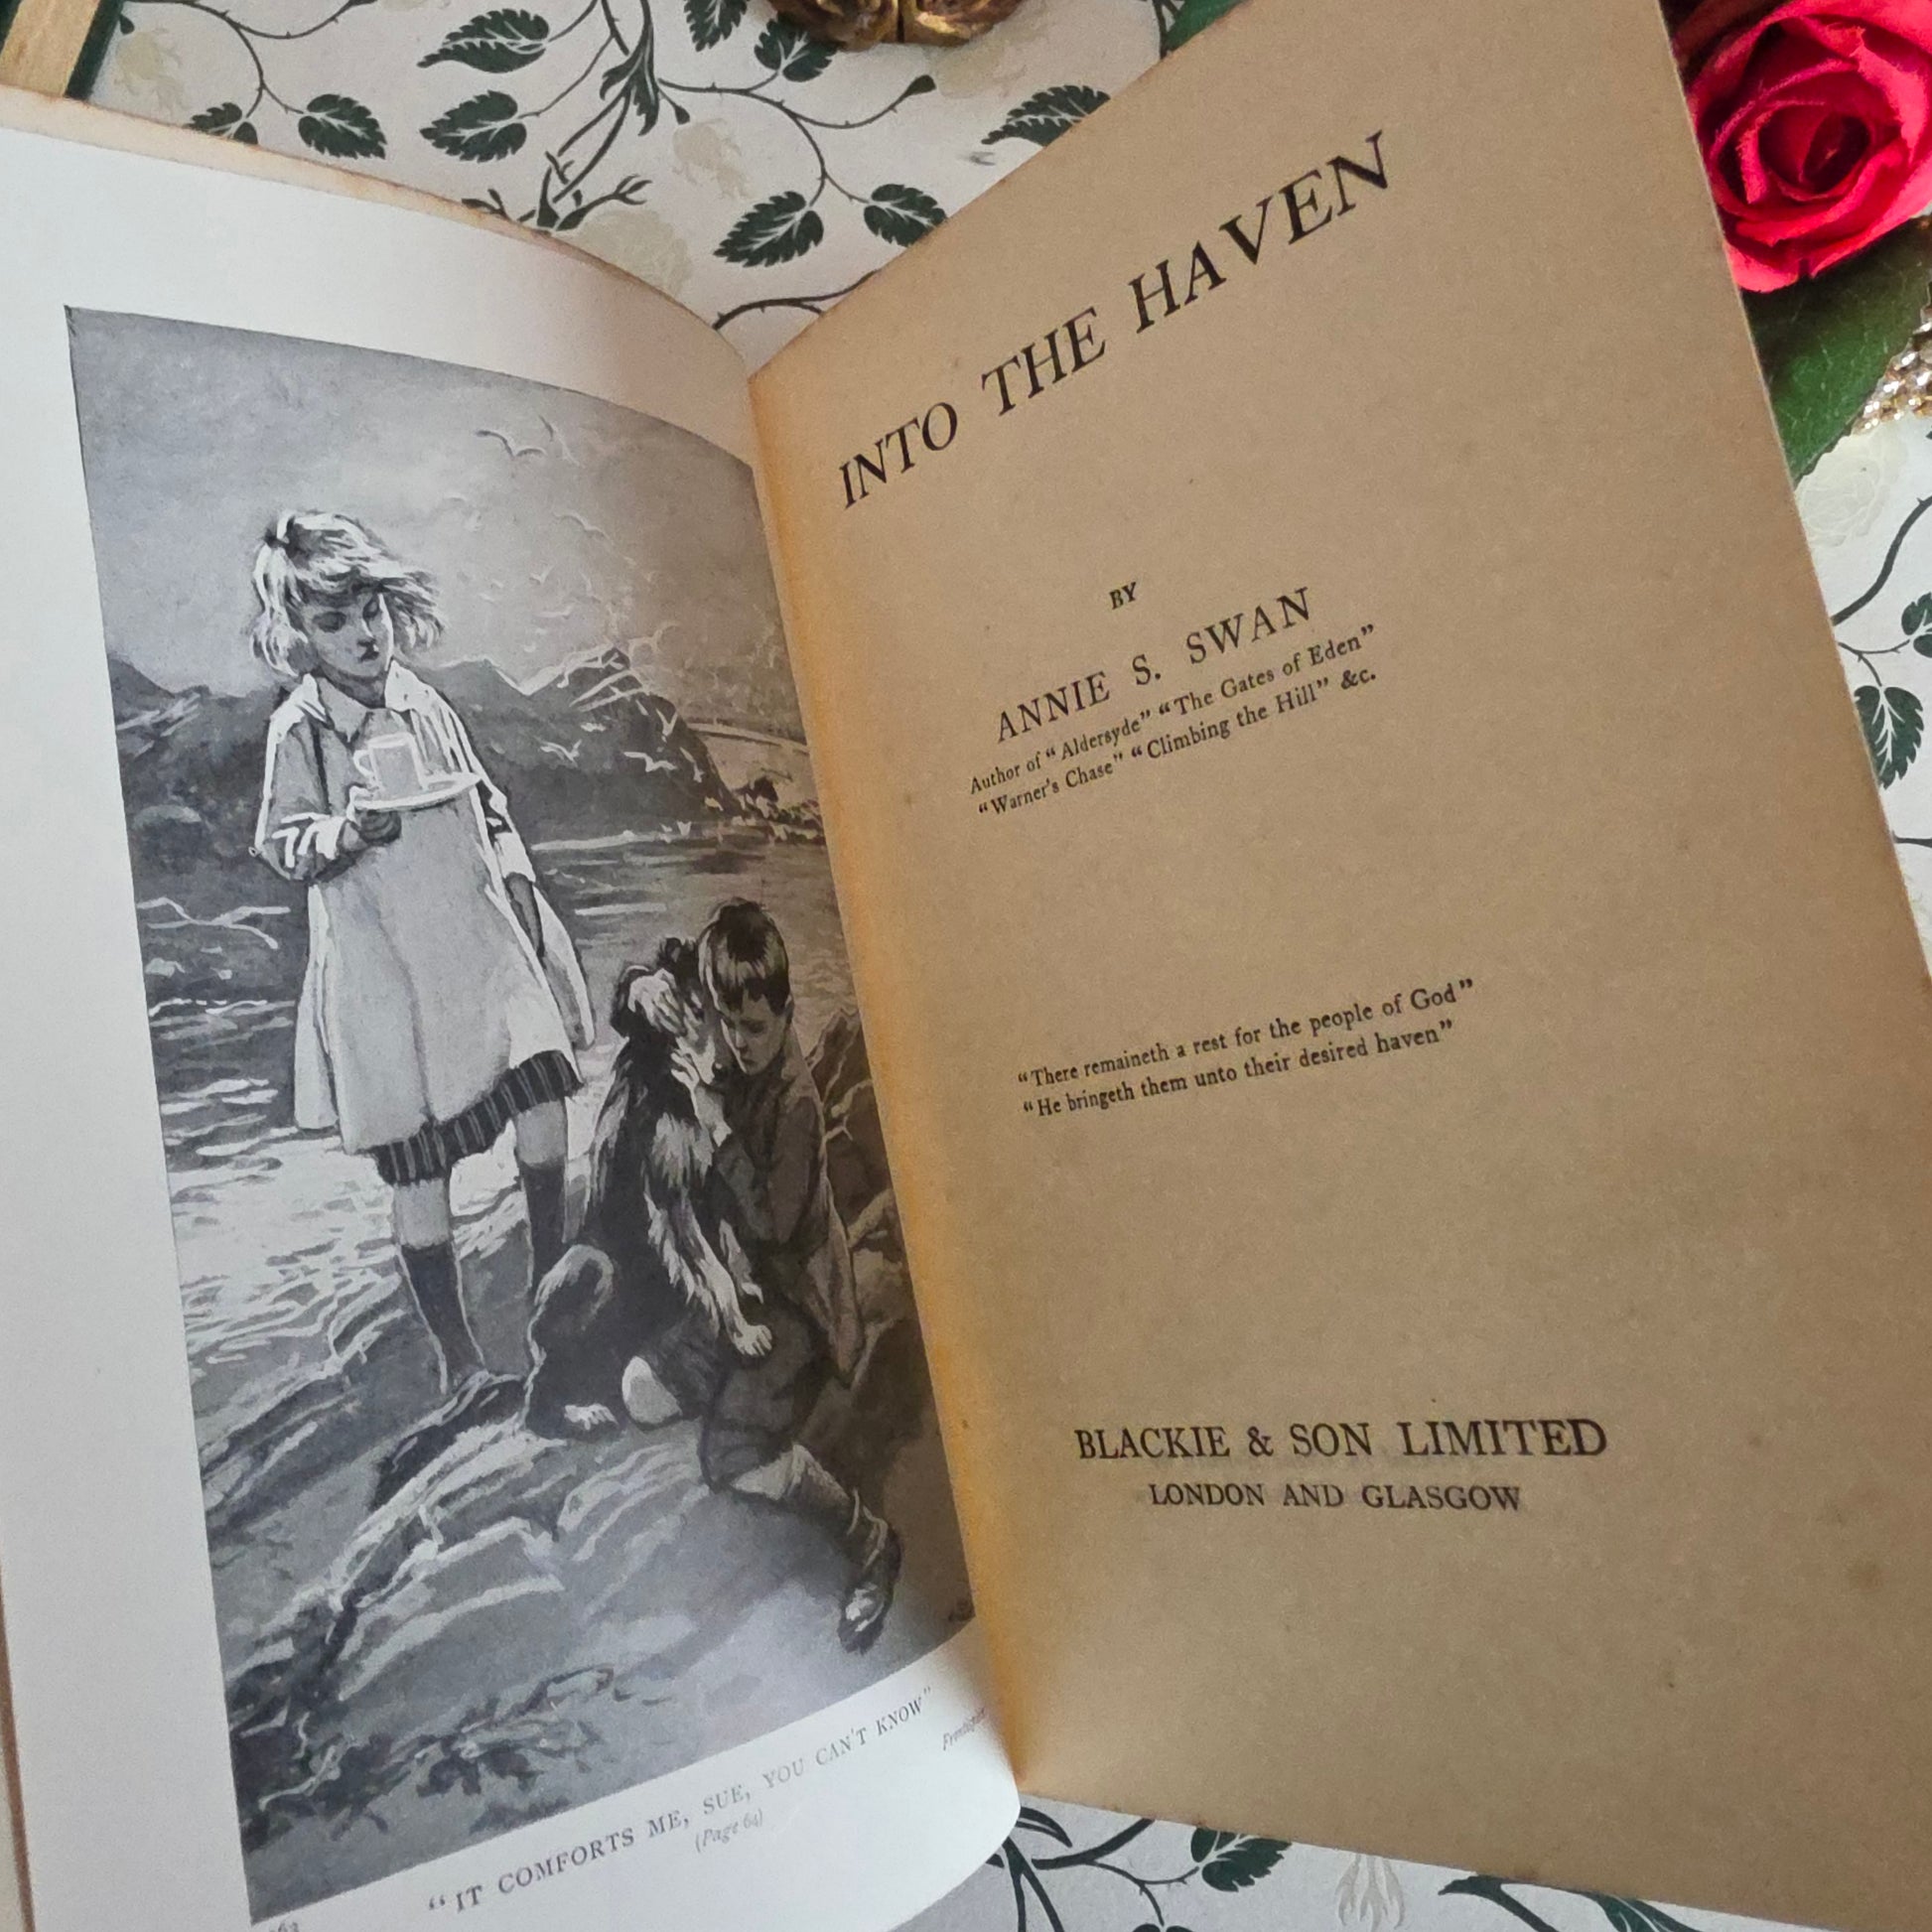 "IT COMFORTS ME, SUE, YOU CAN'T KNOW"
(Page 64)
INTO THE HAVEN
BY
ANNIE S. SWAN
Author of "Aldersyde" "The Gates of Eden"
"Warner's Chase" "Climbing the Hill" &c.
"There remaineth a rest for the people of God"
"He bringeth them unto their desired haven"
BLACKIE & SON LIMITED
LONDON AND GLASGOW